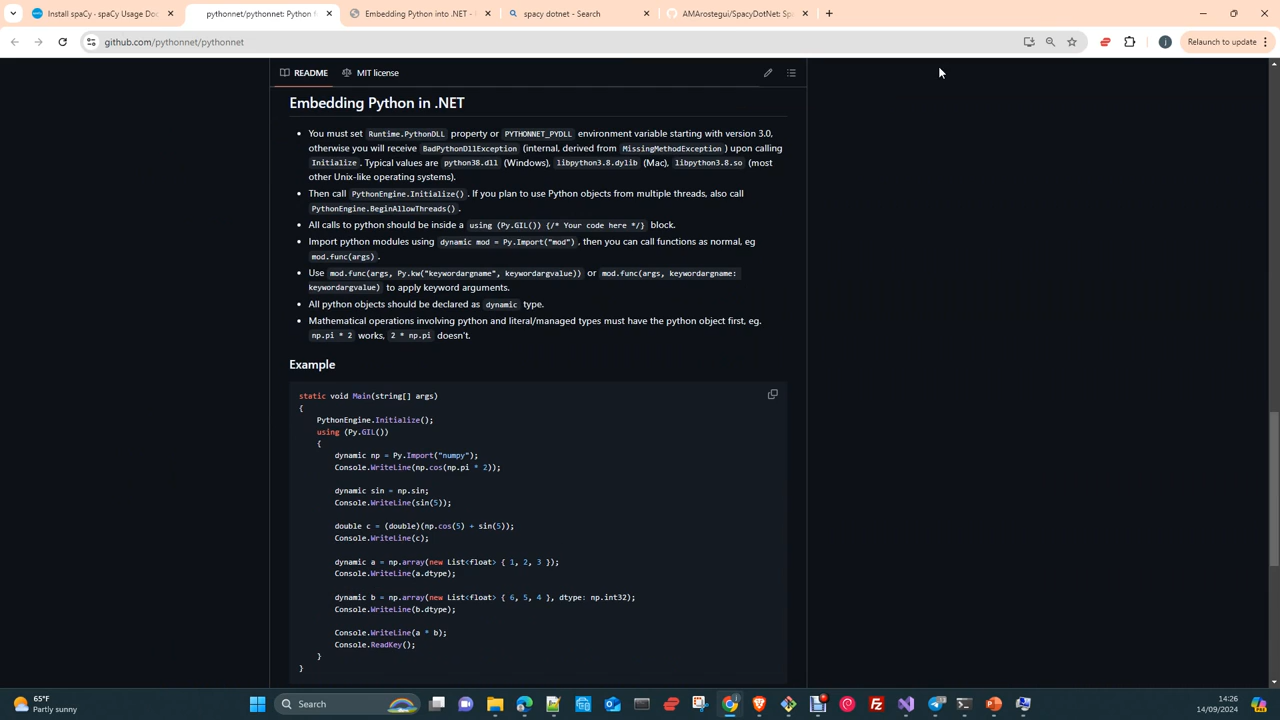 Install spaCy · spaCy Usage Doc
pythonnet/pythonnet: Python f
Embedding Python into .NET -
spacy dotnet - Search
AMArostegui/SpacyDotNet: Sp
github.com/pythonnet/pythonnet
Relaunch to update
README
MIT license
Embedding Python in .NET
• You must set Runtime.PythonDLL property or PYTHONNET_PYDLL environment variable starting with version 3.0,
otherwise you will receive BadPythonDllException (internal, derived from MissingMethodException ) upon calling
Initialize . Typical values are python38.dll (Windows), libpython3.8.dylib (Mac), libpython3.8.so (most
other Unix-like operating systems).
• Then call PythonEngine.Initialize() . If you plan to use Python objects from multiple threads, also call
PythonEngine.BeginAllowThreads() .
• All calls to python should be inside a using (Py.GIL()) {/* Your code here */} block.
• Import python modules using dynamic mod = Py.Import("mod") , then you can call functions as normal, eg
mod.func(args) .
• Use mod.func(args, Py.kw("keywordargname", keywordargvalue)) or mod.func(args, keywordargname:
keywordargvalue) to apply keyword arguments.
• All python objects should be declared as dynamic type.
• Mathematical operations involving python and literal/managed types must have the python object first, eg.
np.pi * 2 works, 2 * np.pi doesn't.
Example
static void Main(string[] args)
{
PythonEngine.Initialize();
using (Py.GIL())
{
dynamic np = Py.Import("numpy");
Console.WriteLine(np.cos(np.pi * 2));
dynamic sin = np.sin;
Console.WriteLine(sin(5));
double c = (double)(np.cos(5) + sin(5));
Console.WriteLine(c);
dynamic a = np.array(new List<float> { 1, 2, 3 });
Console.WriteLine(a.dtype);
dynamic b = np.array(new List<float> { 6, 5, 4 }, dtype: np.int32);
Console.WriteLine(b.dtype);
Console.WriteLine(a * b);
Console.ReadKey();
}
}
65°F
Partly sunny
Search
14:26
14/09/2024